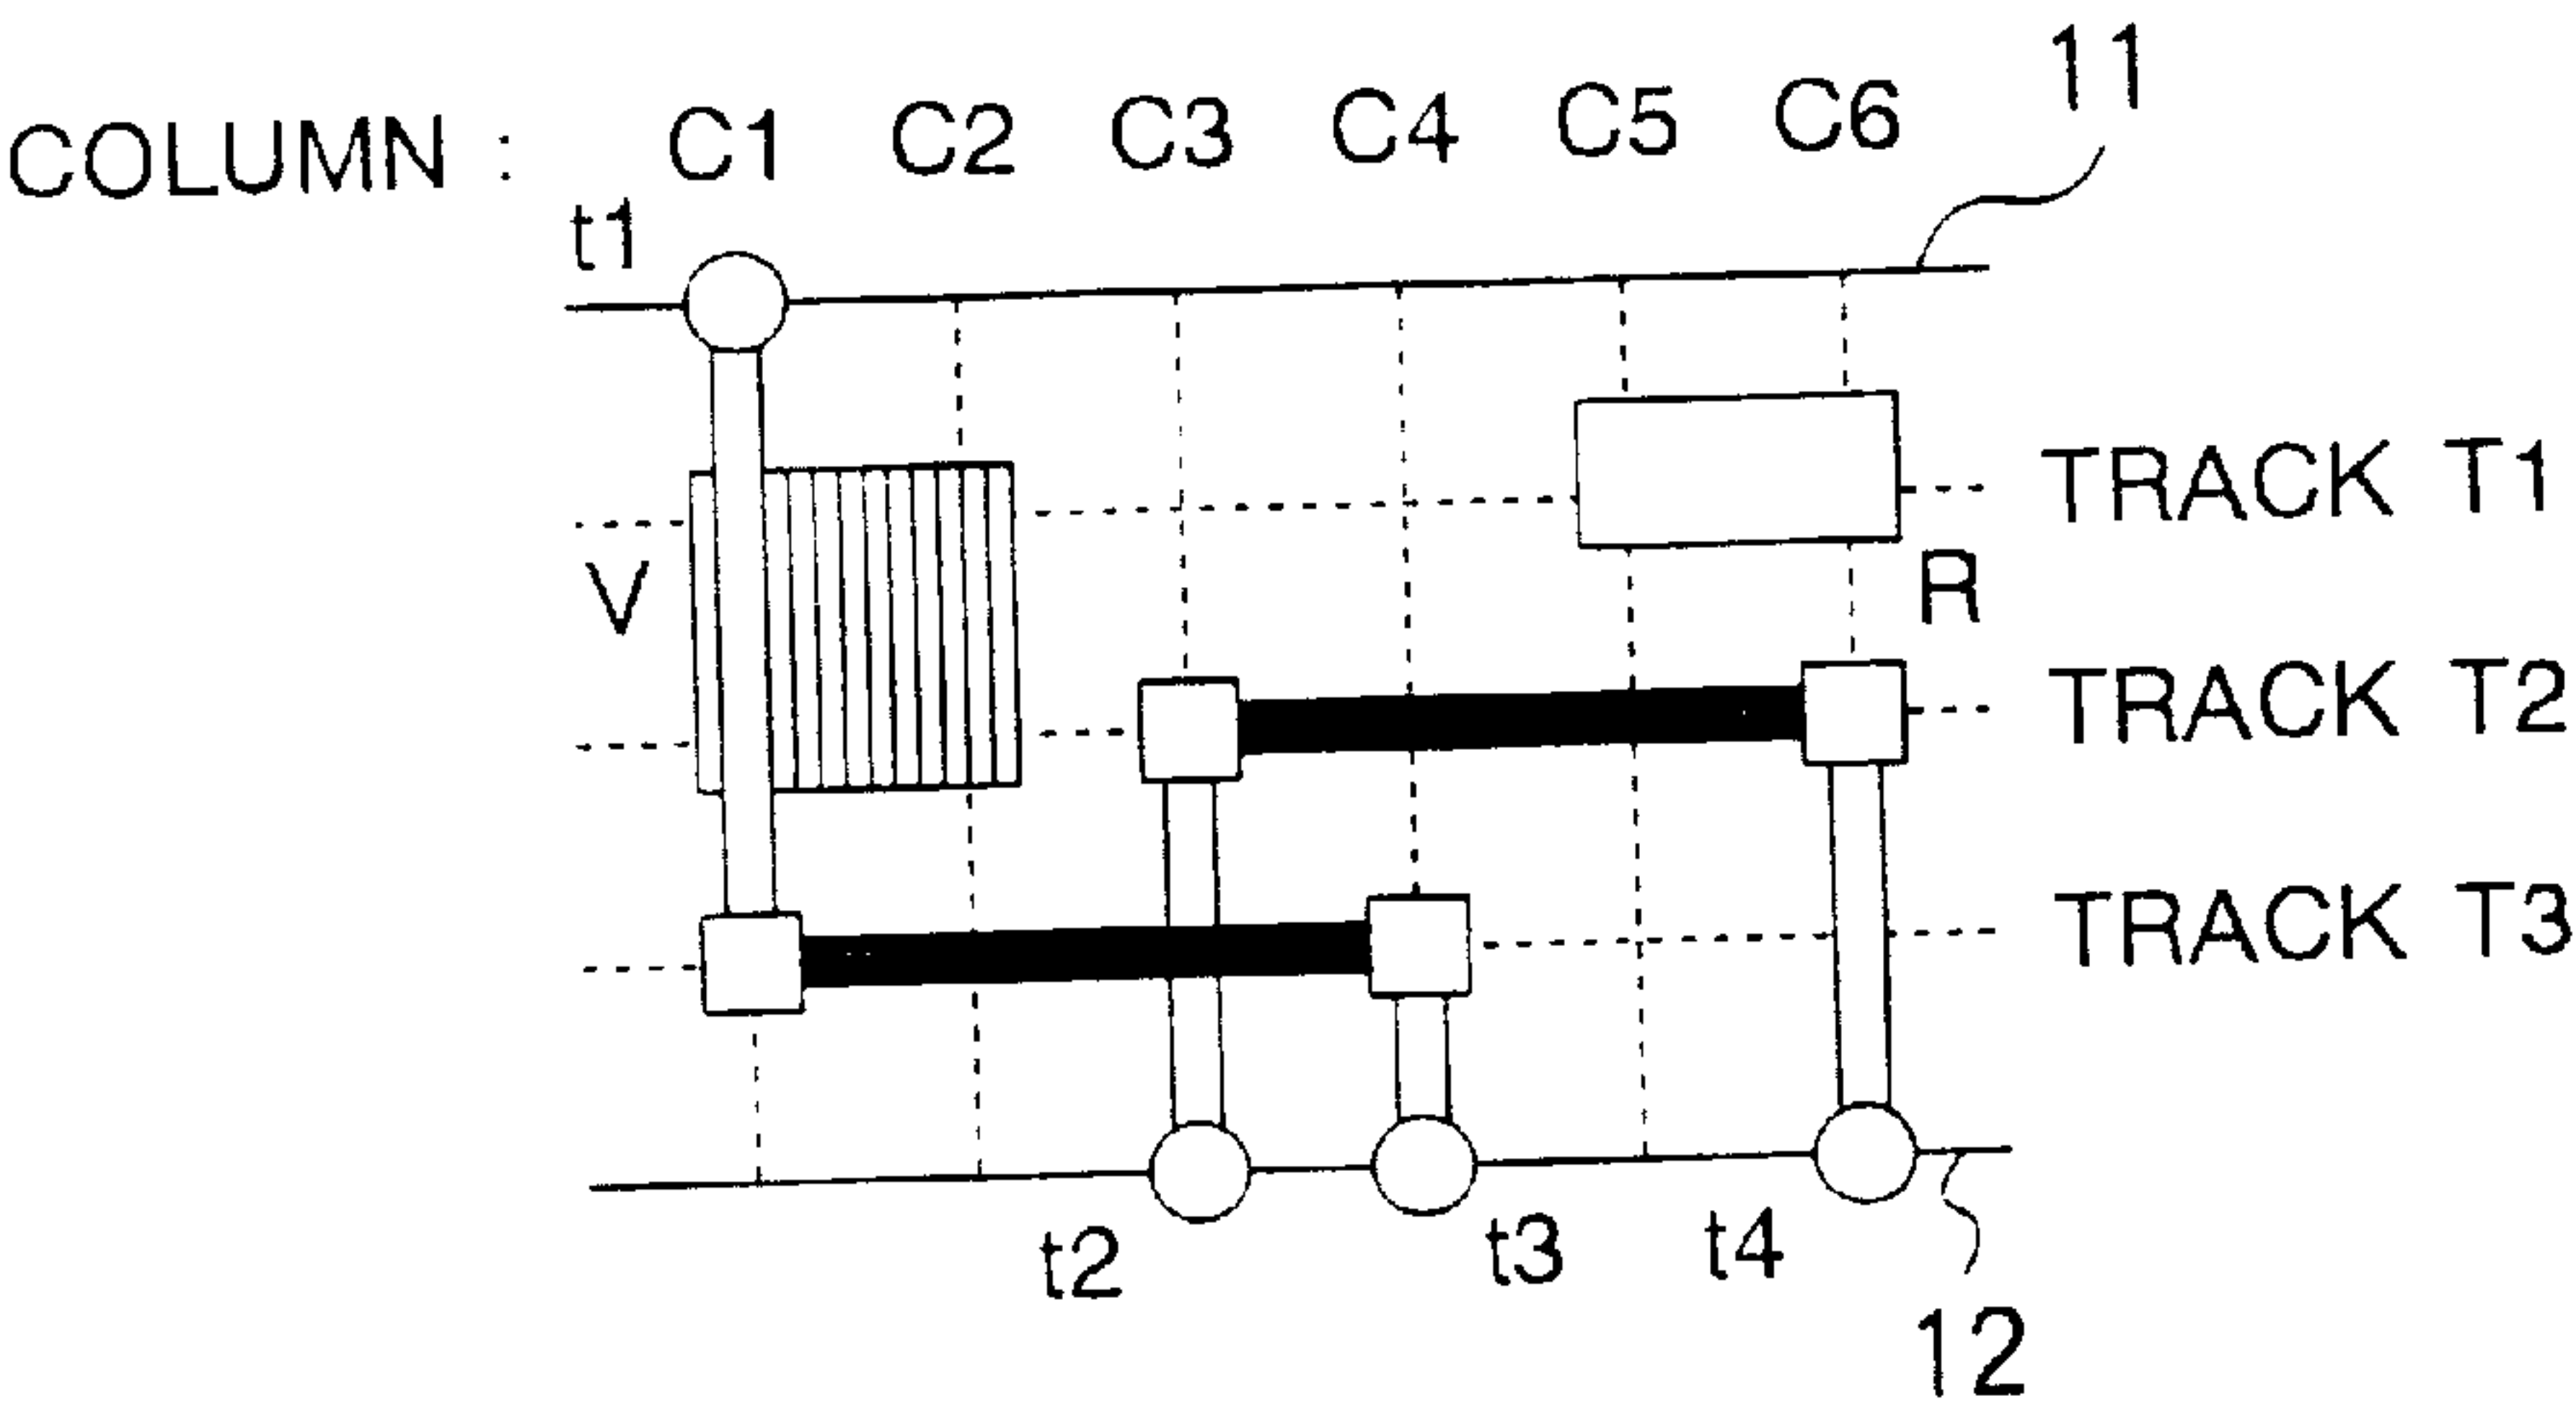 11
COLUMN : C1 C2 C3 C4 C5 C6
t1
TRACK T1
V
R
TRACK T2
TRACK T3
t2 t3 t4
12